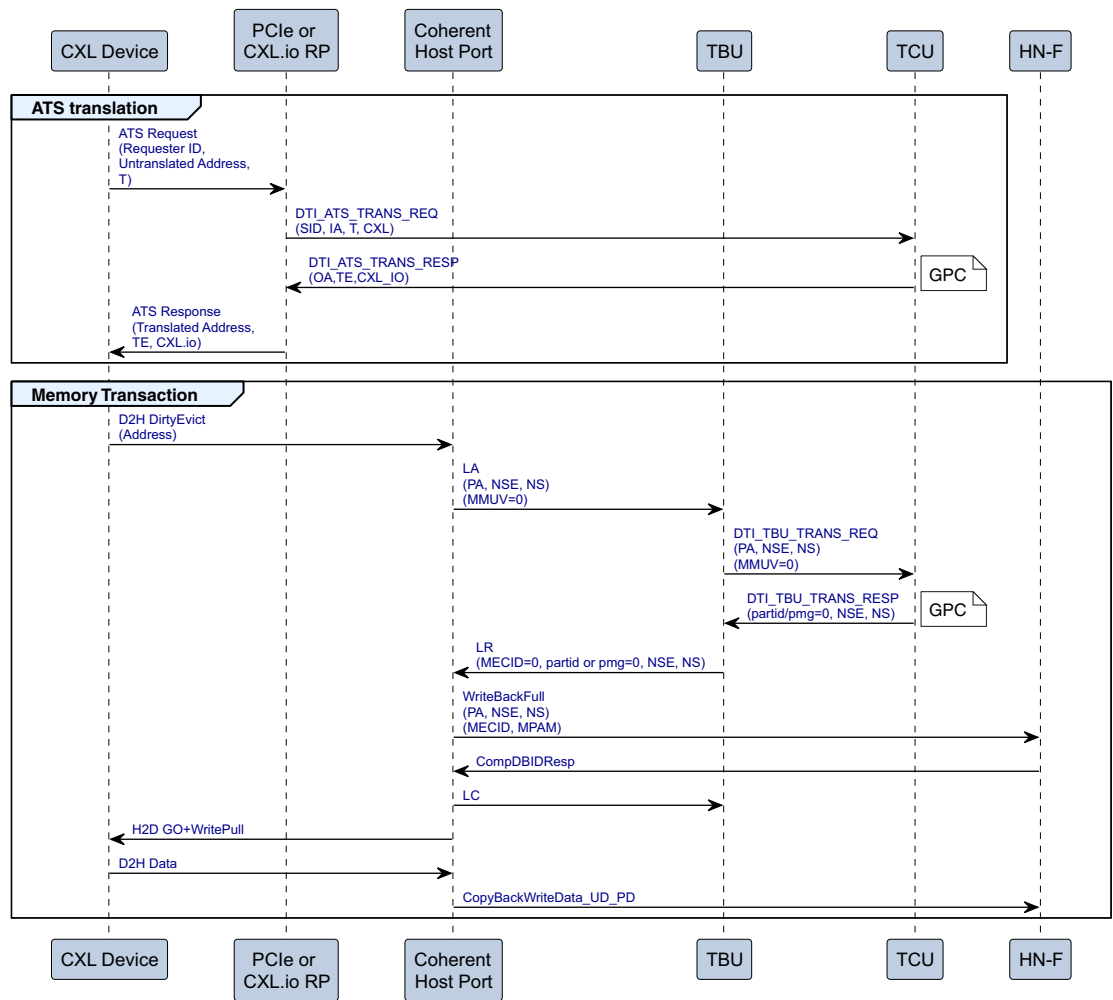 CXL Device
PCIe or
CXL.io RP
Coherent
Host Port
TBU
TCU
HN-F
ATS translation
ATS Request
(Requester ID,
Untranslated Address,
T)
DTI_ATS_TRANS_REQ
(SID, IA, T, CXL)
DTI_ATS_TRANS_RESP
(OA,TE,CXL_IO)
GPC
ATS Response
(Translated Address,
TE, CXL.io)
Memory Transaction
D2H DirtyEvict
(Address)
LA
(PA, NSE, NS)
(MMUV=0)
DTI_TBU_TRANS_REQ
(PA, NSE, NS)
(MMUV=0)
DTI_TBU_TRANS_RESP
(partid/pmg=0, NSE, NS)
GPC
LR
(MECID=0, partid or pmg=0, NSE, NS)
WriteBackFull
(PA, NSE, NS)
(MECID, MPAM)
CompDBIDResp
LC
H2D GO+WritePull
D2H Data
CopyBackWriteData_UD_PD
CXL Device
PCIe or
CXL.io RP
Coherent
Host Port
TBU
TCU
HN-F